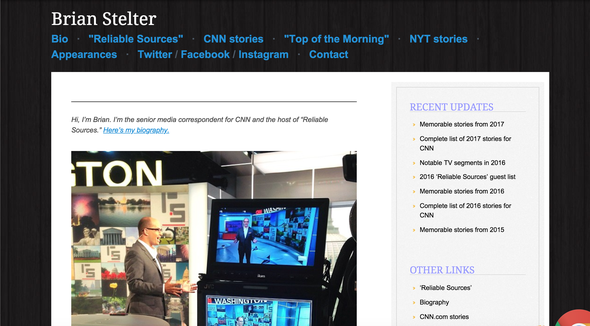 Brian Stelter
Bio · "Reliable Sources" · CNN stories · "Top of the Morning" · NYT stories ·
Appearances · Twitter / Facebook / Instagram · Contact
Hi, I'm Brian. I'm the senior media correspondent for CNN and the host of "Reliable
Sources." Here's my biography.
NGTON
WASHINGTON
WASHINGTON
RECENT UPDATES
Memorable stories from 2017
Complete list of 2017 stories for
CNN
Notable TV segments in 2016
2016 'Reliable Sources' guest list
Memorable stories from 2016
Complete list of 2016 stories for
CNN
Memorable stories from 2015
OTHER LINKS
'Reliable Sources'
Biography
CNN.com stories